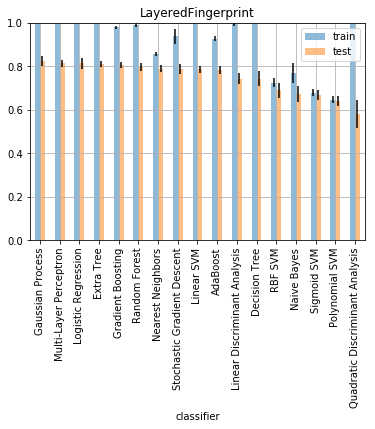 LayeredFingerprint
train
test
1.0
0.8
0.6
0.4
0.2
0.0
Gaussian Process
Multi-Layer Perceptron
Logistic Regression
Extra Tree
Gradient Boosting
Random Forest
Nearest Neighbors
Stochastic Gradient Descent
Linear SVM
AdaBoost
Linear Discriminant Analysis
Decision Tree
RBF SVM
Naive Bayes
Sigmoid SVM
Polynomial SVM
Quadratic Discriminant Analysis
classifier